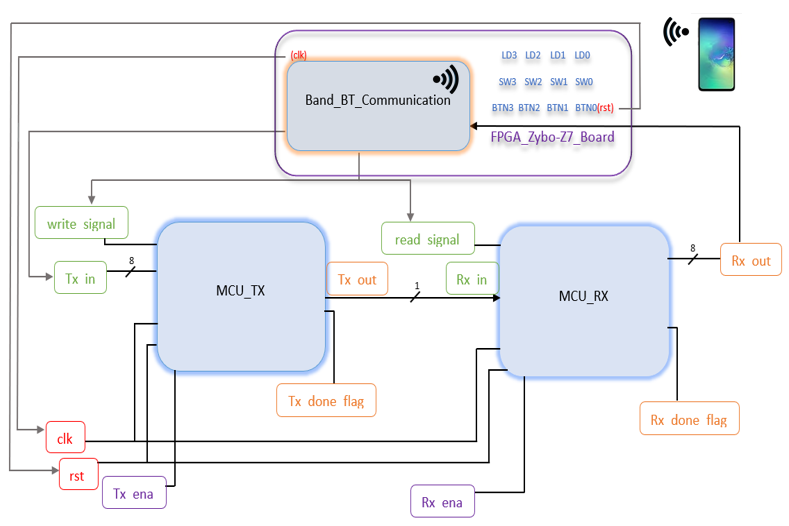 (clk)
LD3 LD2 LD1 LD0
SW3 SW2 SW1 SW0
Band_BT_Communication
BTN3 BTN2 BTN1 BTN0(rst)
FPGA_Zybo-Z7_Board
write signal
read signal
8
8
Tx in
Tx out
Rx in
Rx out
1
MCU_TX
MCU_RX
Tx done flag
Rx done flag
clk
rst
Tx ena
Rx ena